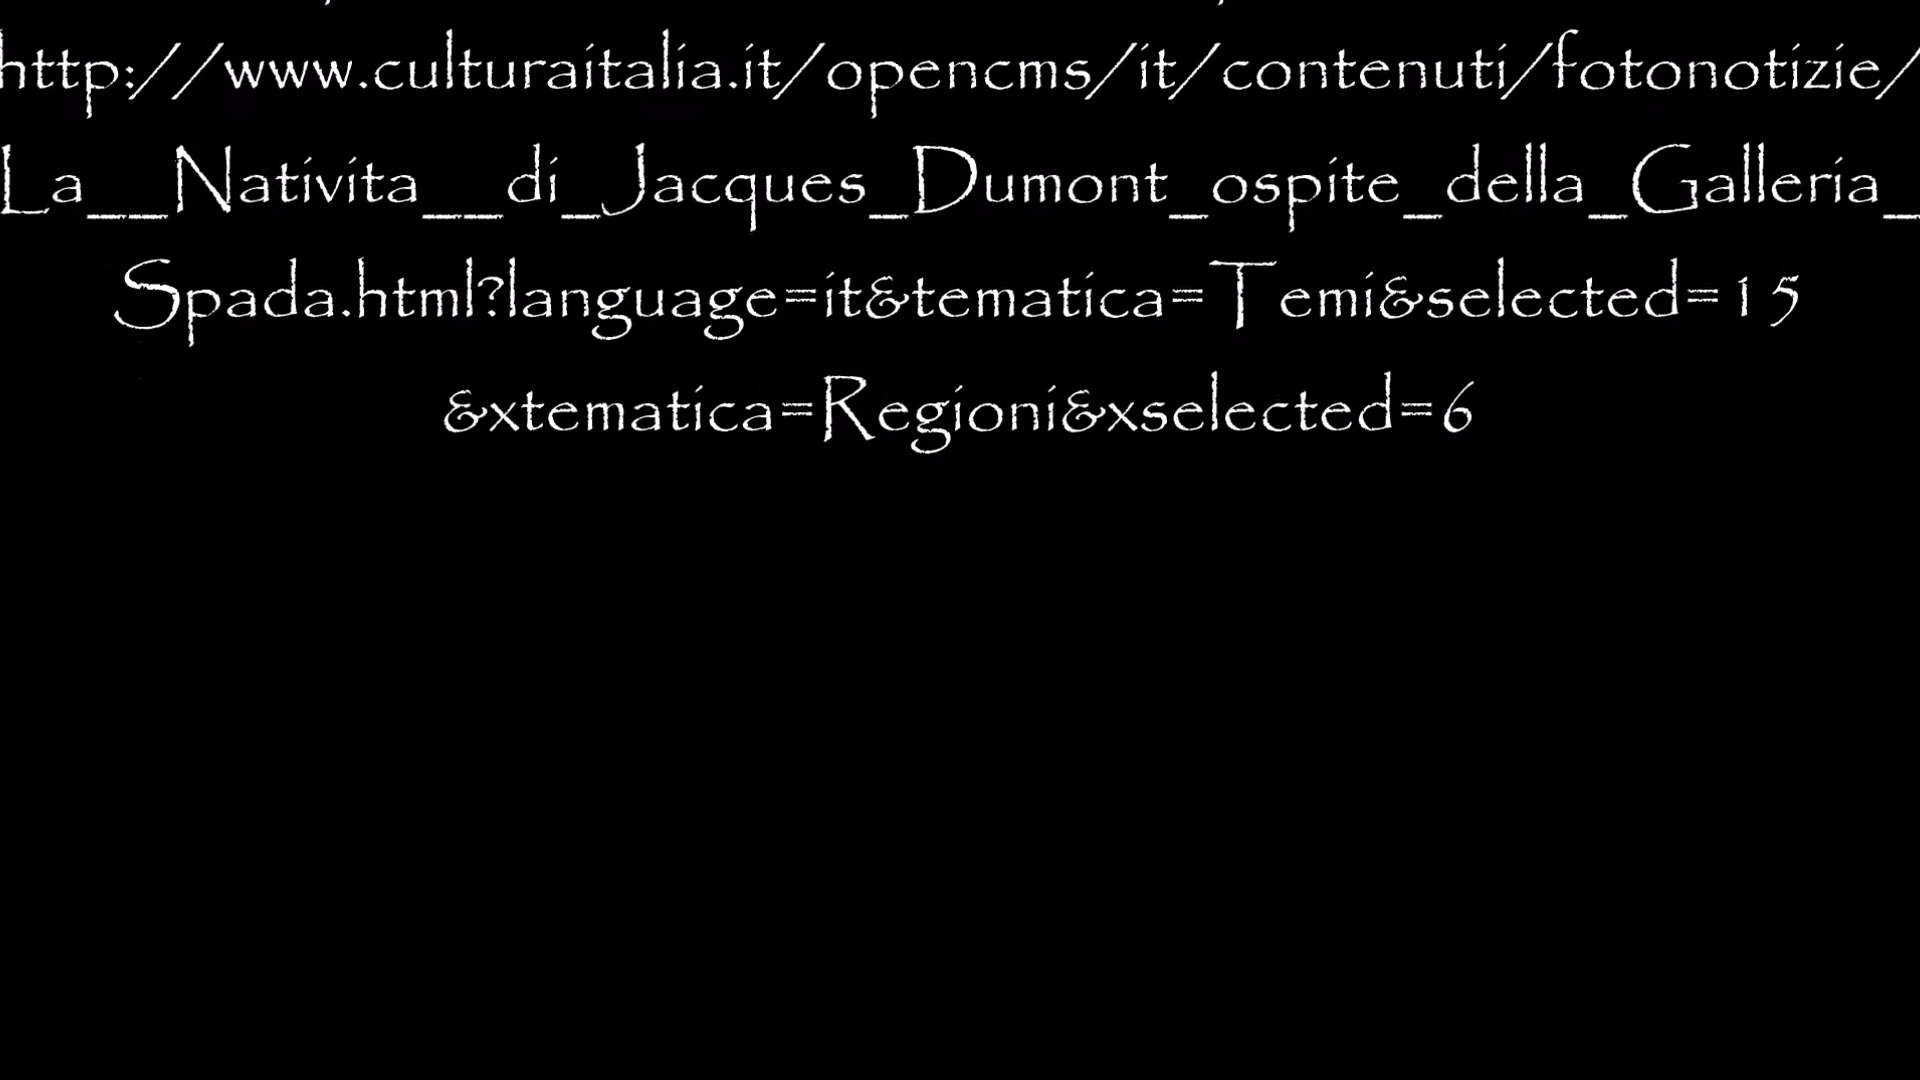 http://www.culturaitalia.it/opencms/it/contenuti/fotonotizie/
La__Nativita__di_Jacques_Dumont_ospite_della_Galleria_
Spada.html?language=it&tematica=Temi&selected=15
&xtematica=Regioni&xselected=6